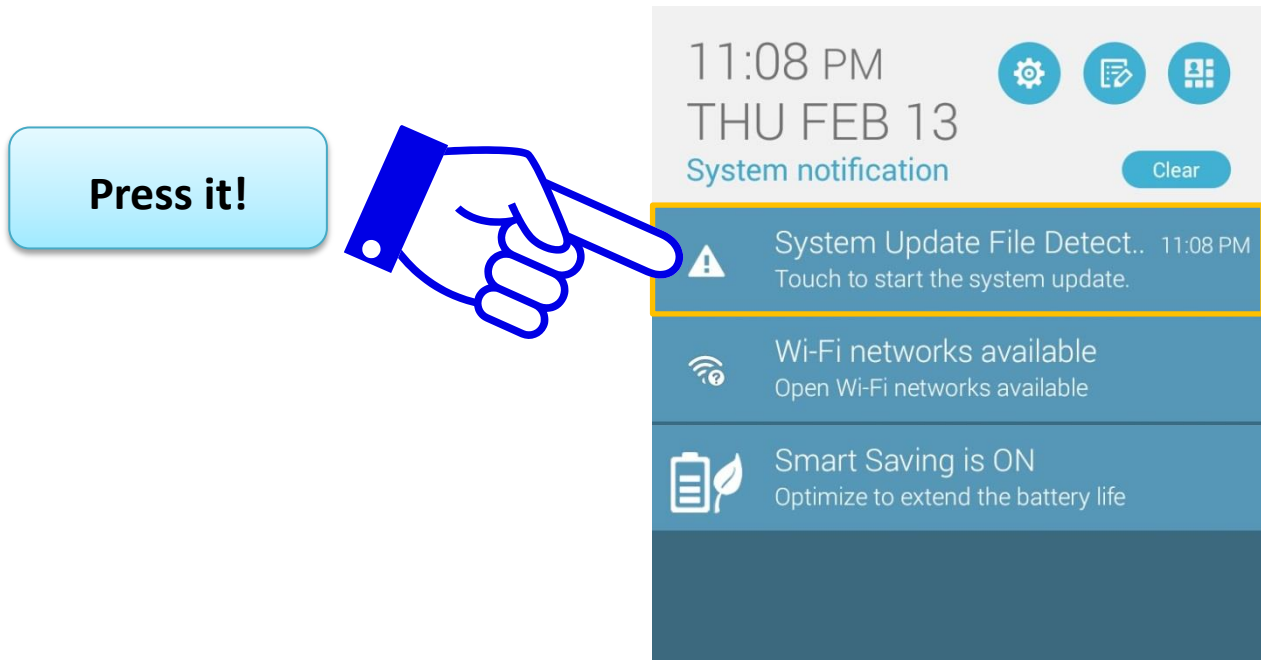 Press it!
11:08 PM
THU FEB 13
System notification
Clear
System Update File Detect.. 11:08 PM
Touch to start the system update.
Wi-Fi networks available
Open Wi-Fi networks available
Smart Saving is ON
Optimize to extend the battery life